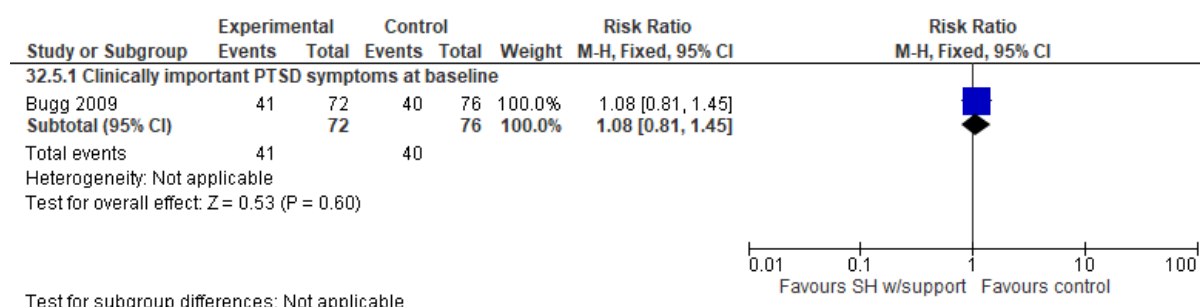 Experimental Control Risk Ratio Risk Ratio
Study or Subgroup Events Total Events Total Weight M-H, Fixed, 95% CI M-H, Fixed, 95% CI
32.5.1 Clinically important PTSD symptoms at baseline
Bugg 2009 41 72 40 76 100.0% 1.08 [0.81, 1.45]
Subtotal (95% CI) 72 76 100.0% 1.08 [0.81, 1.45]
Total events 41 40
Heterogeneity: Not applicable
Test for overall effect: Z = 0.53 (P = 0.60)
0.01 0.1 1 10 100
Favours SH w/support Favours control
Test for subgroup differences: Not applicable